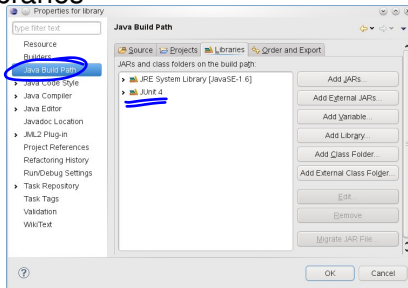 Properties for library
type filter text
Java Build Path
Resource
Builders
Java Build Path
Java Code Style
Java Compiler
Java Editor
Javadoc Location
JML2 Plug-in
Project References
Refactoring History
Run/Debug Settings
Task Repository
Task Tags
Validation
WikiText
Source
Projects
Libraries
Order and Export
JARs and class folders on the build path:
JRE System Library [JavaSE-1.6]
JUnit 4
Add JARs...
Add External JARs...
Add Variable...
Add Library...
Add Class Folder...
Add External Class Folder...
Edit...
Remove
Migrate JAR File...
OK
Cancel